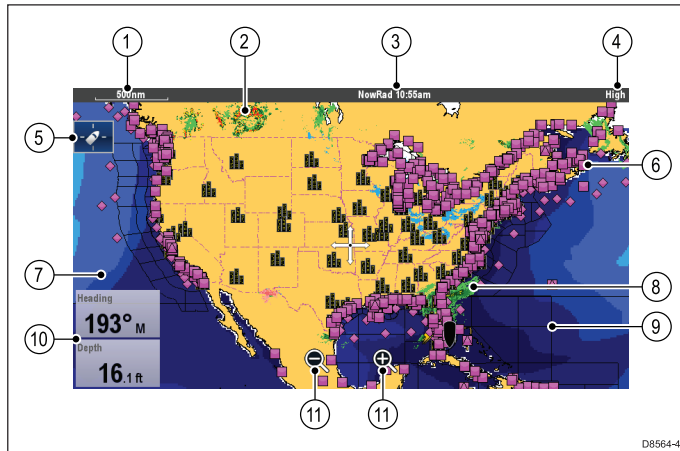 1 2 3 4
500nm NowRad 10:55am High
5
6
7
Heading
193° M
8
9
10
Depth
16.1 ft
11 11
D8564-4